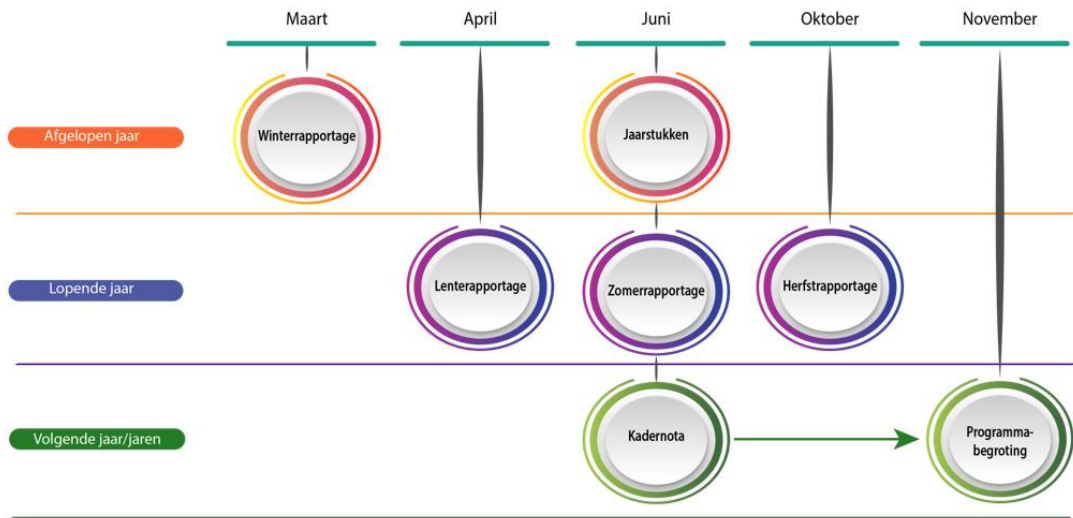 Maart
April
Juni
Oktober
November
Afgelopen jaar
Winterrapportage
Jaarstukken
Lopende jaar
Lenterapportage
Zomerrapportage
Herfstrapportage
Volgende jaar/jaren
Kadernota
Programma-
begroting